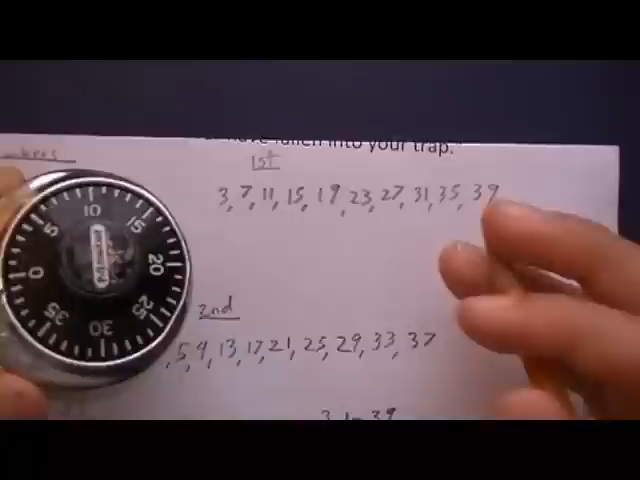 have fallen into your trap.
1st
3, 7, 11, 15, 19, 23, 27, 31, 35, 39
10
5
15
0
20
35
25
30
2nd
, 5, 9, 13, 17, 21, 25, 29, 33, 37
39